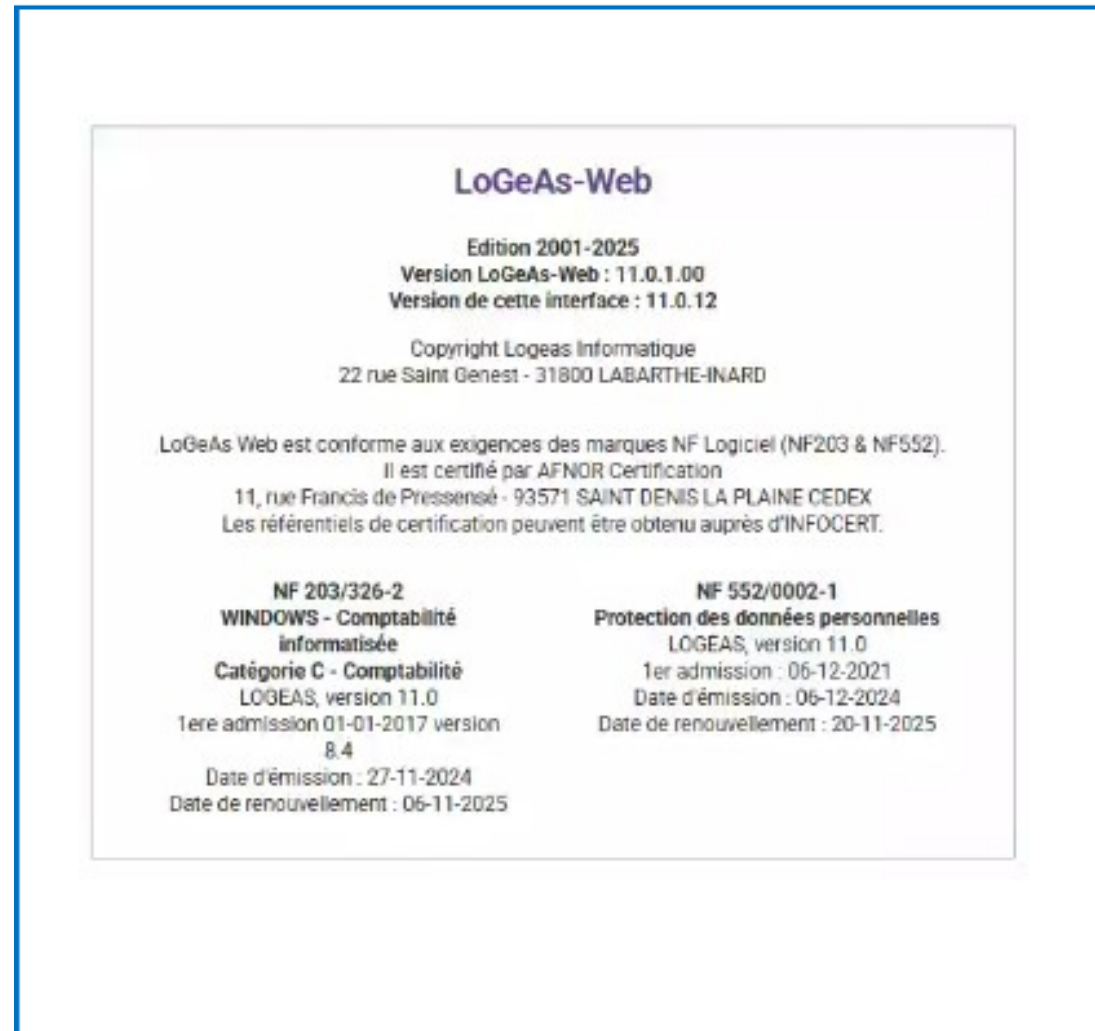 LoGeAs-Web
Edition 2001-2025
Version LoGeAs-Web : 11.0.1.00
Version de cette interface : 11.0.12
Copyright Logeas Informatique
22 rue Saint Genest - 31800 LABARTHE-INARD
LoGeAs Web est conforme aux exigences des marques NF Logiciel (NF203 & NF552).
Il est certifié par AFNOR Certification
11, rue Francis de Pressensé - 93571 SAINT DENIS LA PLAINE CEDEX
Les référentiels de certification peuvent être obtenu auprès d'INFOCERT.
NF 203/326-2
WINDOWS - Comptabilité
informatisée
Catégorie C - Comptabilité
LOGEAS, version 11.0
1ere admission 01-01-2017 version
8.4
Date d'émission : 27-11-2024
Date de renouvellement : 06-11-2025
NF 552/0002-1
Protection des données personnelles
LOGEAS, version 11.0
1er admission : 06-12-2021
Date d'émission : 06-12-2024
Date de renouvellement : 20-11-2025